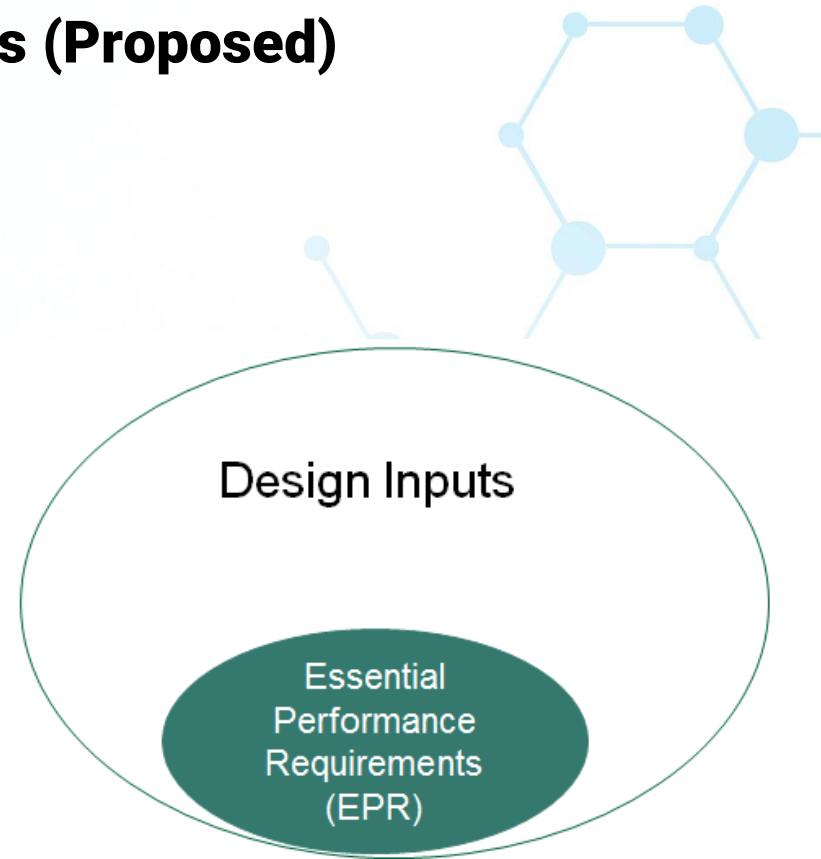 s (Proposed)
Design Inputs
Essential
Performance
Requirements
(EPR)